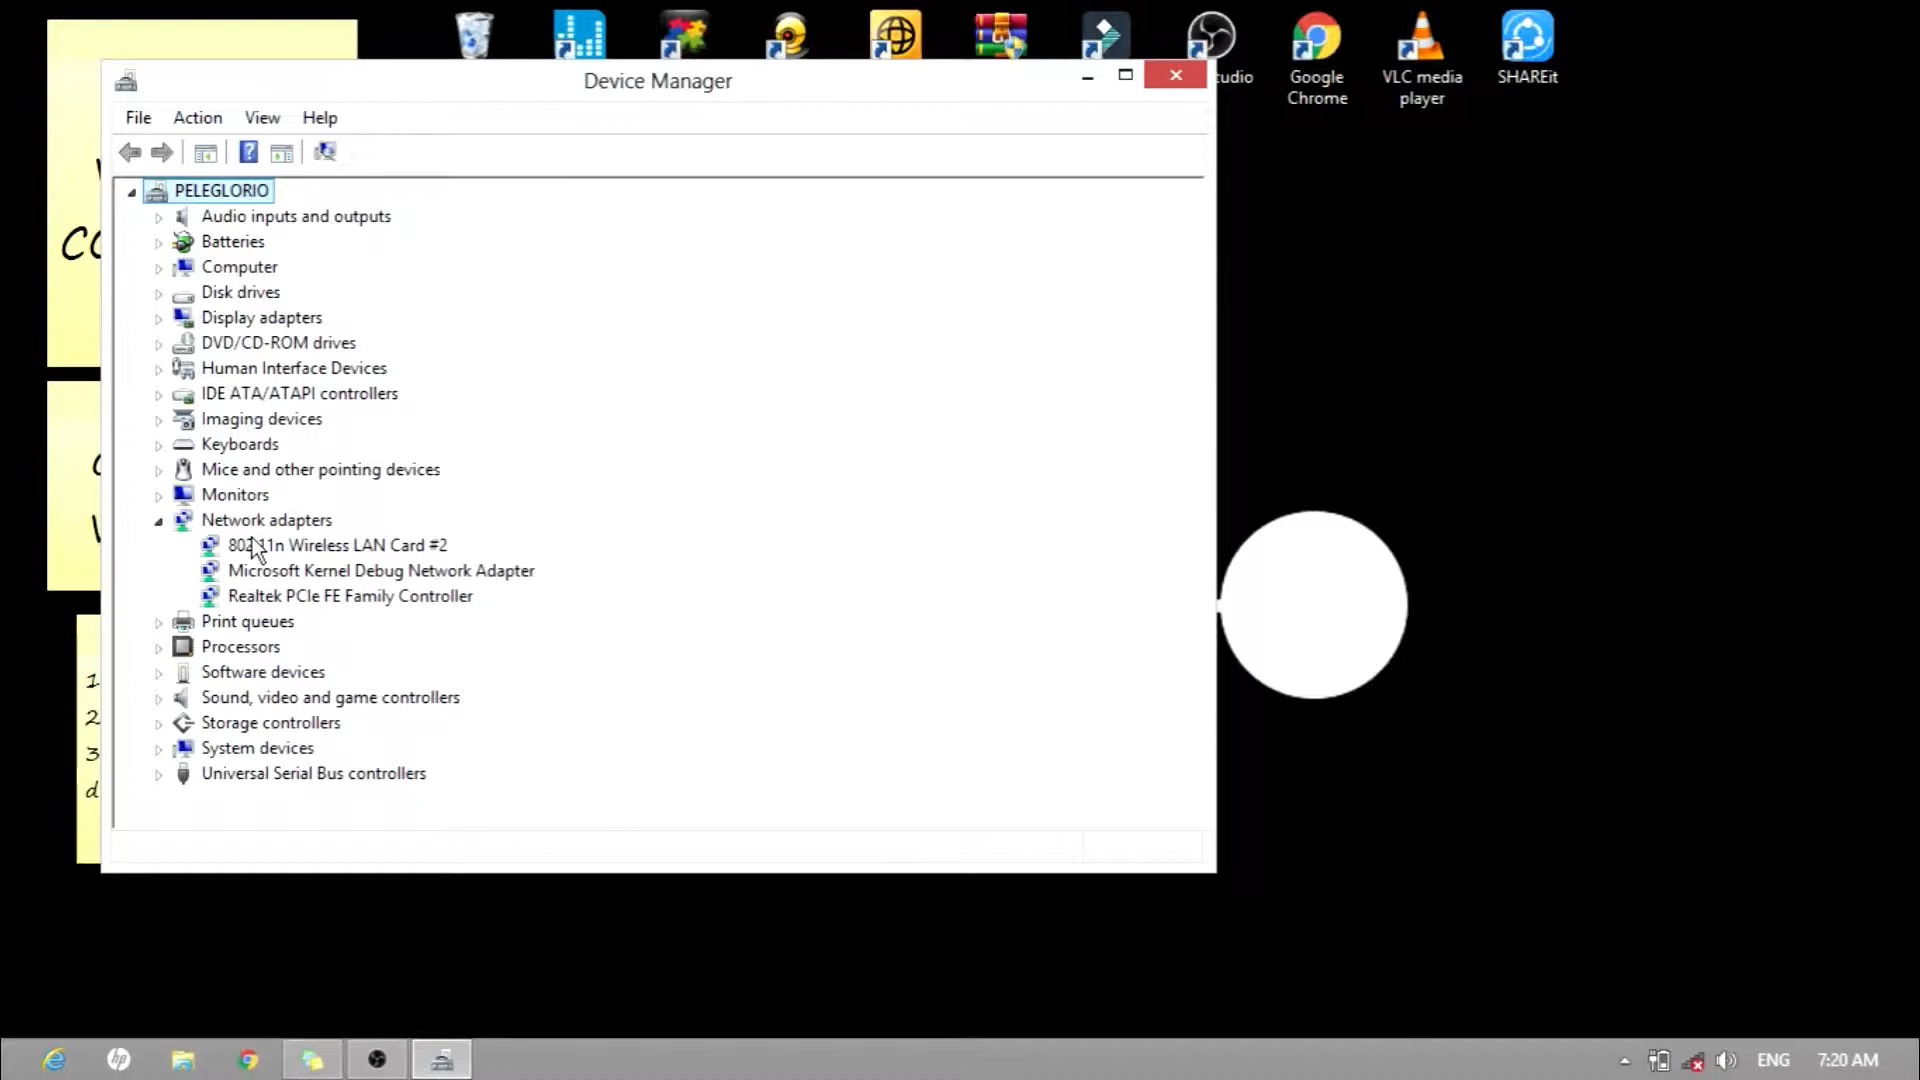 Google
Chrome
VLC media
player
SHAREit
Device Manager
File Action View Help
PELEGLORIO
Audio inputs and outputs
Batteries
Computer
Disk drives
Display adapters
DVD/CD-ROM drives
Human Interface Devices
IDE ATA/ATAPI controllers
Imaging devices
Keyboards
Mice and other pointing devices
Monitors
Network adapters
Wireless LAN Card #2
Microsoft Kernel Debug Network Adapter
Realtek PCIe FE Family Controller
Print queues
Processors
Software devices
Sound, video and game controllers
Storage controllers
System devices
Universal Serial Bus controllers
1
2
3
d
ENG 7:20 AM